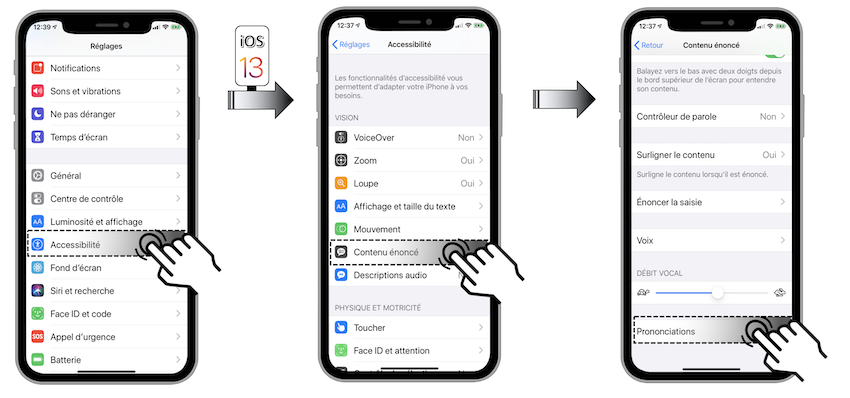 12:39
Réglages
Notifications
Sons et vibrations
Ne pas déranger
Temps d'écran
Général
Centre de contrôle
AA Luminosité et affichage
Accessibilité
Fond d'écran
Siri et recherche
Face ID et code
SOS Appel d'urgence
Batterie
iOS
13
12:37
Réglages Accessibilité
Les fonctionnalités d'accessibilité vous
permettent d'adapter votre iPhone à vos
besoins.
VISION
VoiceOver Non
Zoom Oui
Loupe Oui
AA Affichage et taille du texte
Mouvement
Contenu énoncé
Descriptions audio
PHYSIQUE ET MOTRICITÉ
Toucher
Face ID et attention
12:37
Retour Contenu énoncé
Balayez vers le bas avec deux doigts depuis
le bord supérieur de l'écran pour entendre
son contenu.
Contrôleur de parole Non
Surligner le contenu Oui
Surligne le contenu lorsqu'il est énoncé.
Énoncer la saisie
Voix
DÉBIT VOCAL
Prononciations